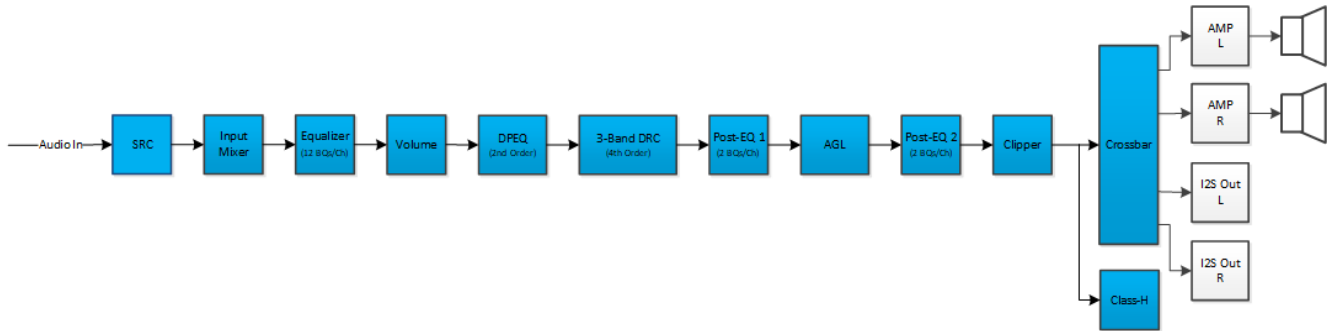 Audio In
SRC
Input
Mixer
Equalizer
(12 BQs/Ch)
Volume
DPEQ
(2nd Order)
3-Band DRC
(4th Order)
Post-EQ 1
(2 BQs/Ch)
AGL
Post-EQ 2
(2 BQs/Ch)
Clipper
Crossbar
Class-H
AMP
L
AMP
R
I2S Out
L
I2S Out
R